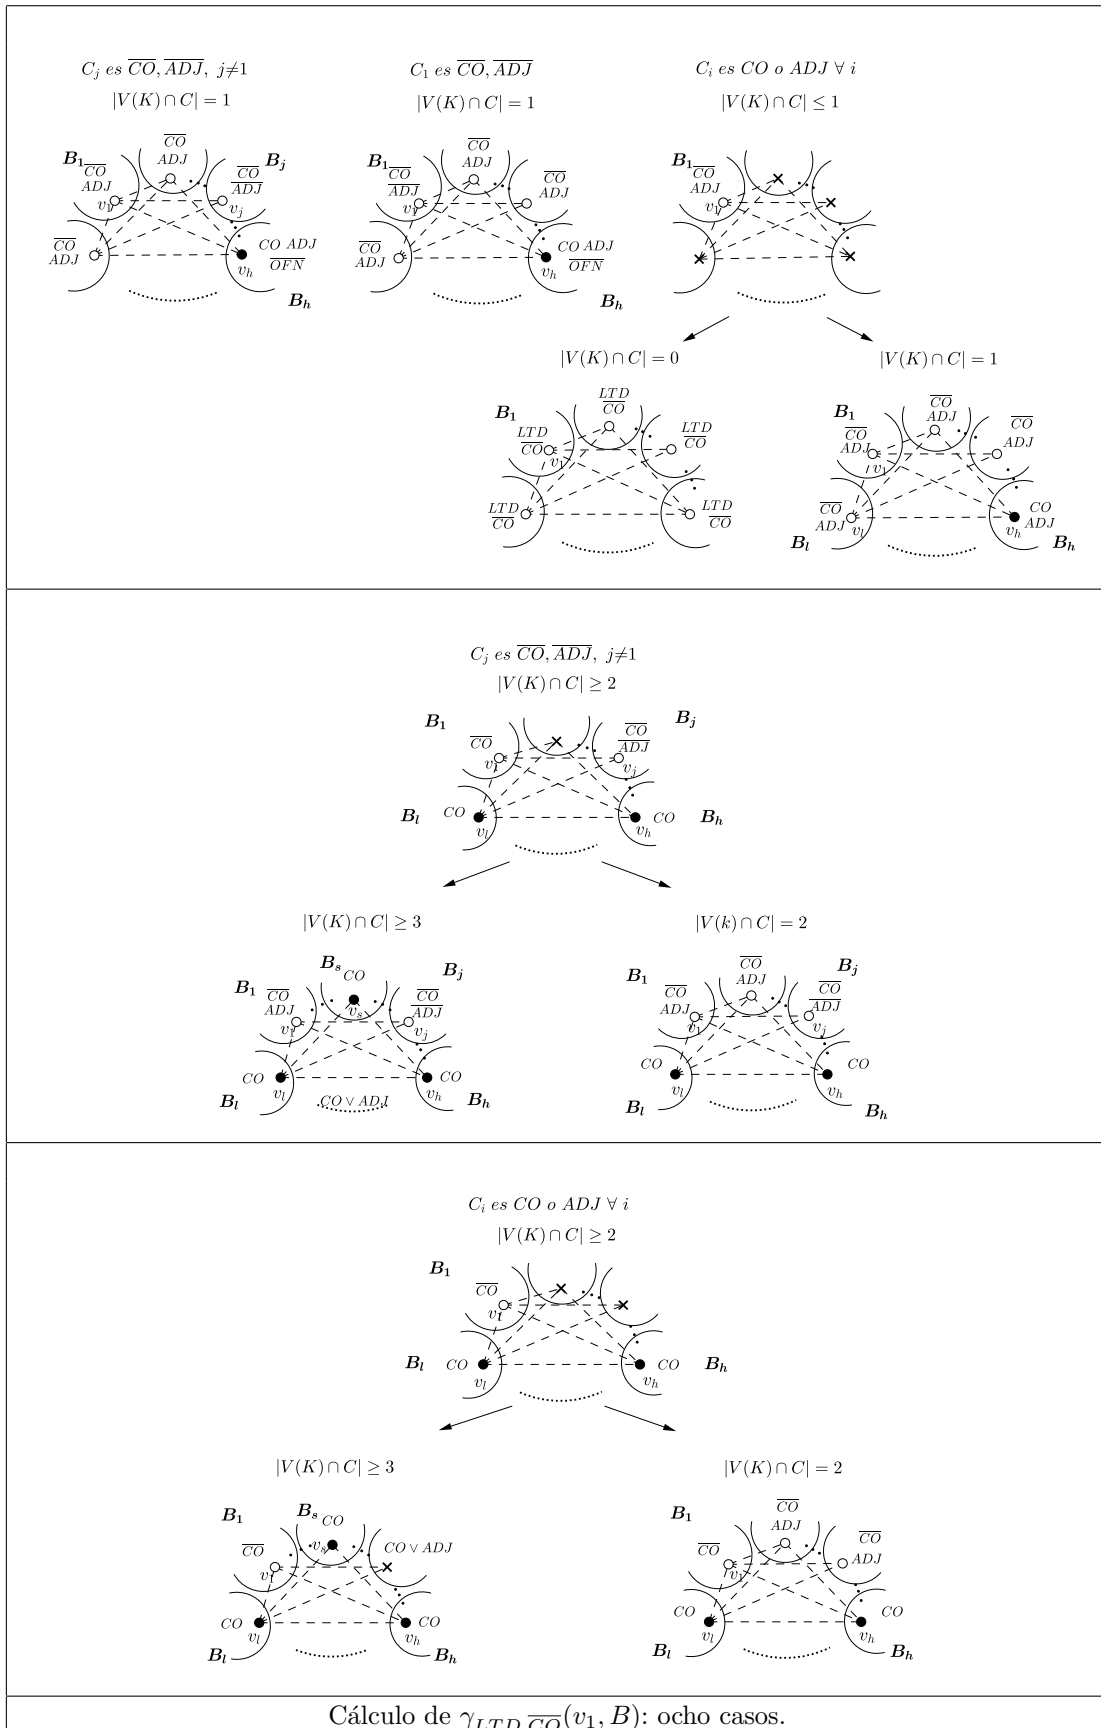 C_j es \overline{CO}, \overline{ADJ}, j≠1
|V(K) ∩ C| = 1
C_1 es \overline{CO}, \overline{ADJ}
|V(K) ∩ C| = 1
C_i es CO o ADJ ∀ i
|V(K) ∩ C| ≤ 1
B_1 \overline{CO} ADJ v_1
\overline{CO} ADJ
B_j \overline{CO} \overline{ADJ} v_j
\overline{CO} ADJ
CO ADJ \overline{OFN} v_h B_h
B_1 \overline{CO} \overline{ADJ} v_1
\overline{CO} ADJ
\overline{CO} ADJ
\overline{CO} ADJ
CO ADJ \overline{OFN} v_h B_h
B_1 \overline{CO} ADJ v_1
|V(K) ∩ C| = 0
|V(K) ∩ C| = 1
B_1 LTD \overline{CO} v_1
LTD \overline{CO}
LTD \overline{CO}
LTD \overline{CO}
LTD \overline{CO}
B_1 \overline{CO} ADJ v_1
\overline{CO} ADJ
\overline{CO} ADJ
\overline{CO} ADJ v_l B_l
CO ADJ v_h B_h
C_j es \overline{CO}, \overline{ADJ}, j≠1
|V(K) ∩ C| ≥ 2
B_1 \overline{CO} v_1
\overline{CO} \overline{ADJ} v_j B_j
B_l CO v_l
v_h CO B_h
|V(K) ∩ C| ≥ 3
|V(k) ∩ C| = 2
B_1 \overline{CO} ADJ v_1
B_s CO v_s
\overline{CO} \overline{ADJ} v_j B_j
CO v_l B_l
CO ∨ ADJ
CO v_h B_h
B_1 \overline{CO} ADJ v_1
\overline{CO} ADJ
\overline{CO} \overline{ADJ} v_j B_j
CO v_l B_l
CO v_h B_h
C_i es CO o ADJ ∀ i
|V(K) ∩ C| ≥ 2
B_1 \overline{CO} v_1
B_l CO v_l
v_h CO B_h
|V(K) ∩ C| ≥ 3
|V(K) ∩ C| = 2
B_1 \overline{CO} v_1
B_s CO v_s
CO ∨ ADJ
CO v_l B_l
CO v_h B_h
B_1 \overline{CO} v_1
\overline{CO} ADJ
\overline{CO} ADJ
CO v_l B_l
CO v_h B_h
Cálculo de γ_{LTD,\overline{CO}}(v_1, B): ocho casos.